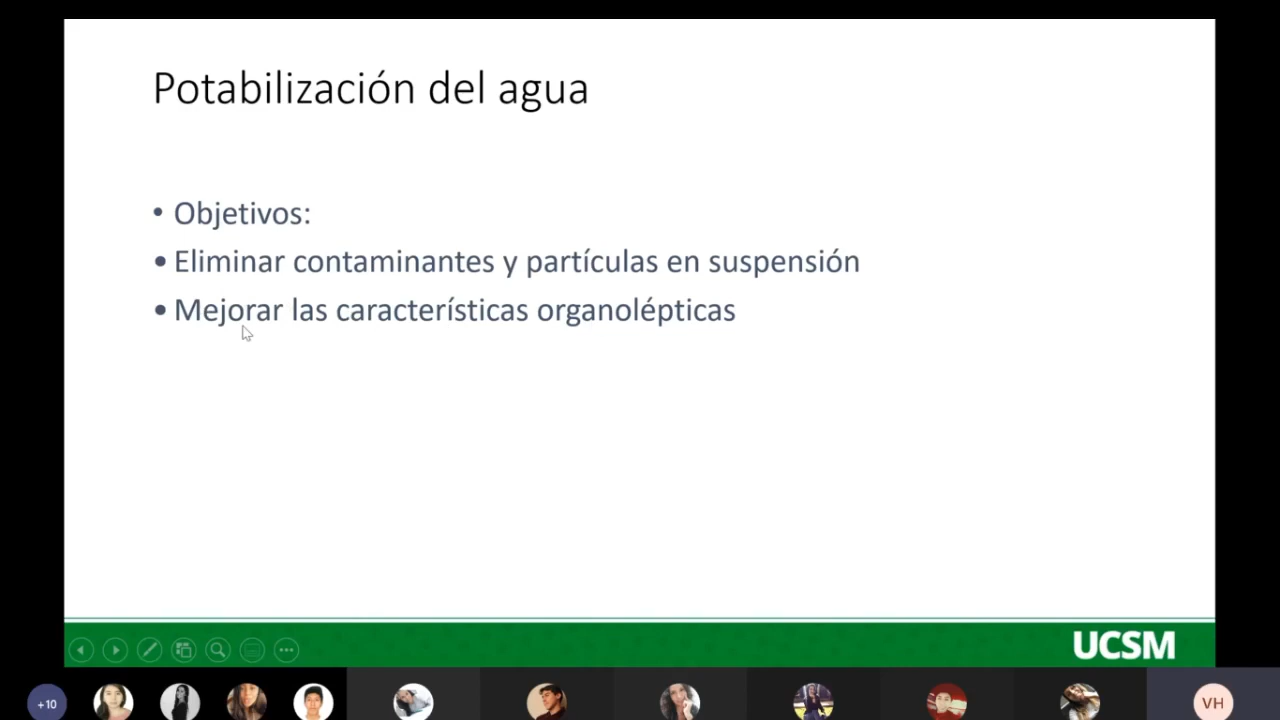 Potabilización del agua
• Objetivos:
• Eliminar contaminantes y partículas en suspensión
• Mejorar las características organolépticas
UCSM
+10
VH